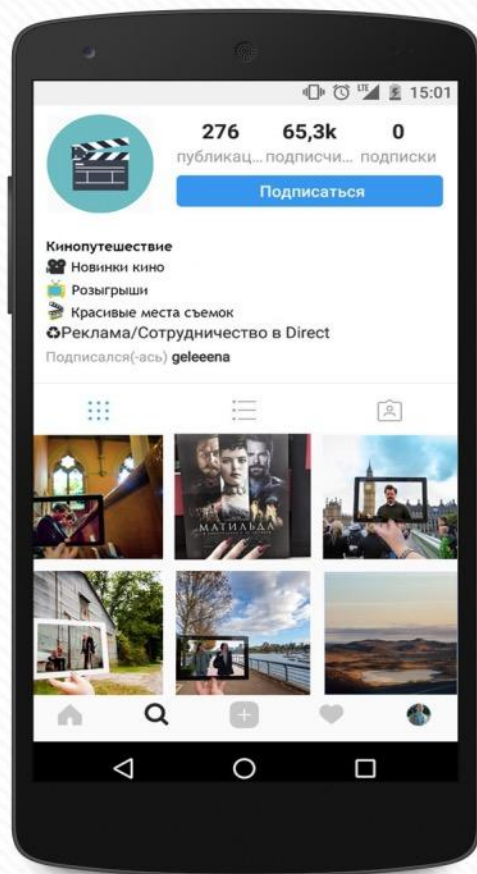 LTE 15:01
276 65,3k 0
публикац... подписчи... подписки
Подписаться
Кинопутешествие
Новинки кино
Розыгрыши
Красивые места съемок
Реклама/Сотрудничество в Direct
Подписался(-ась) geleeena
МАТИЛЬДА